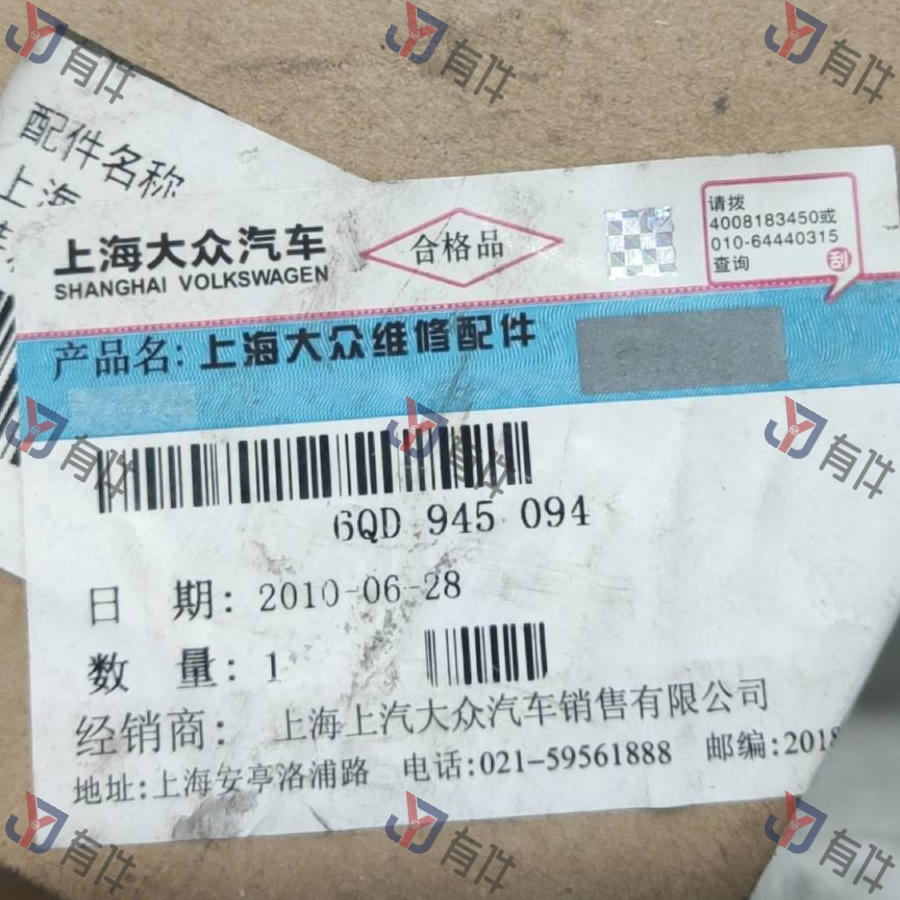 配件名称
上海
上海大众汽车
SHANGHAI VOLKSWAGEN
合格品
请拨
4008183450或
010-64440315
查询
刮
产品名:上海大众维修配件
6QD 945 094
日 期: 2010-06-28
数 量: 1
经销商: 上海上汽大众汽车销售有限公司
地址:上海安亭洛浦路 电话:021-59561888 邮编:2018
有件
有件
有件
有件
有件
有件
有件
有件
有件